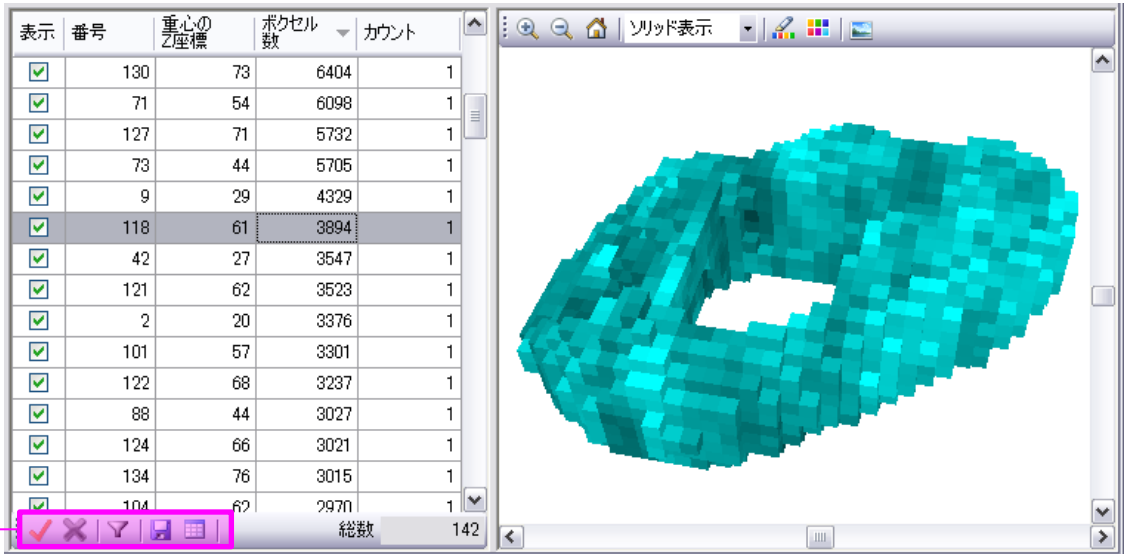 表示 番号 重心の Z座標 ボクセル 数 カウント
130 73 6404 1
71 54 6098 1
127 71 5732 1
73 44 5705 1
9 29 4329 1
118 61 3894 1
42 27 3547 1
121 62 3523 1
2 20 3376 1
101 57 3301 1
122 68 3237 1
88 44 3027 1
124 66 3021 1
134 76 3015 1
104 62 2970 1
総数 142
ソリッド表示